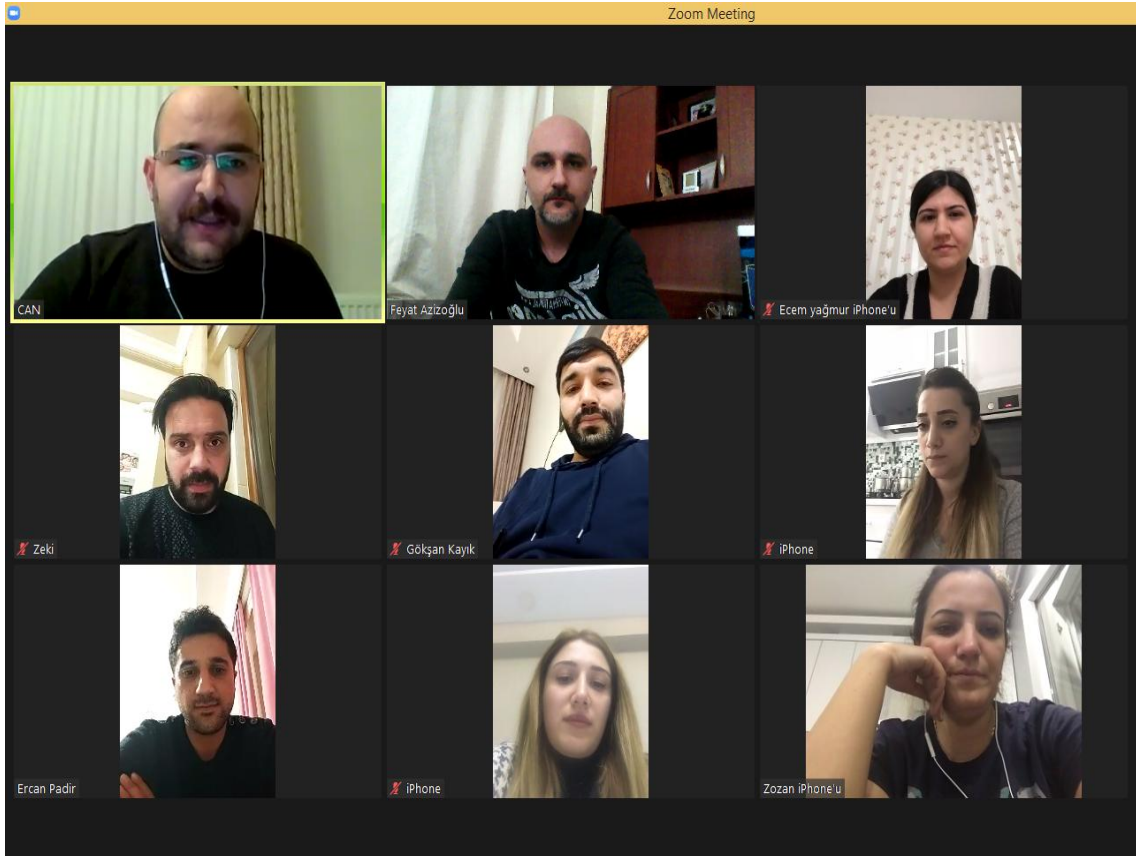 Zoom Meeting
CAN
Feyat Azizoğlu
Ecem yağmur iPhone'u
Zeki
Gökşan Kayık
iPhone
Ercan Padir
iPhone
Zozan iPhone'u